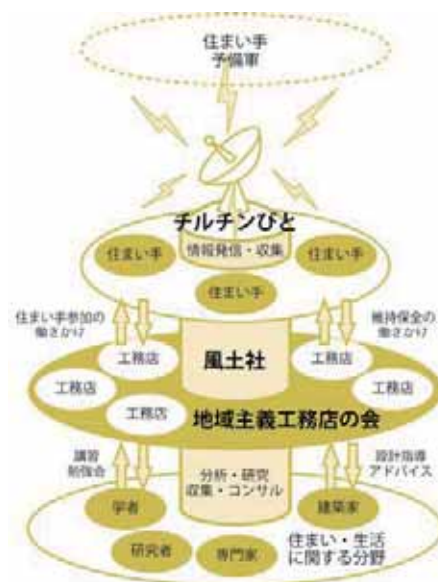 住まい手
予備軍
チルチンびと
住まい手
情報発信・収集
住まい手
住まい手
住まい手参加の
働きかけ
維持保全の
働きかけ
工務店
風土社
工務店
工務店
工務店
工務店
地域主義工務店の会
講習
勉強会
分析・研究
収集・コンサル
設計指導
アドバイス
学者
建築家
研究者
専門家
住まい・生活
に関する分野